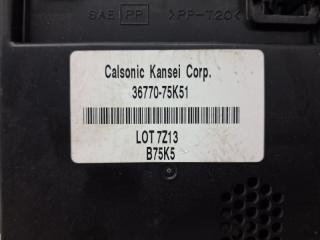 SAE PP >PP-T20<
Calsonic Kansei Corp.
36770-75K51
LOT 7Z13
B75K5